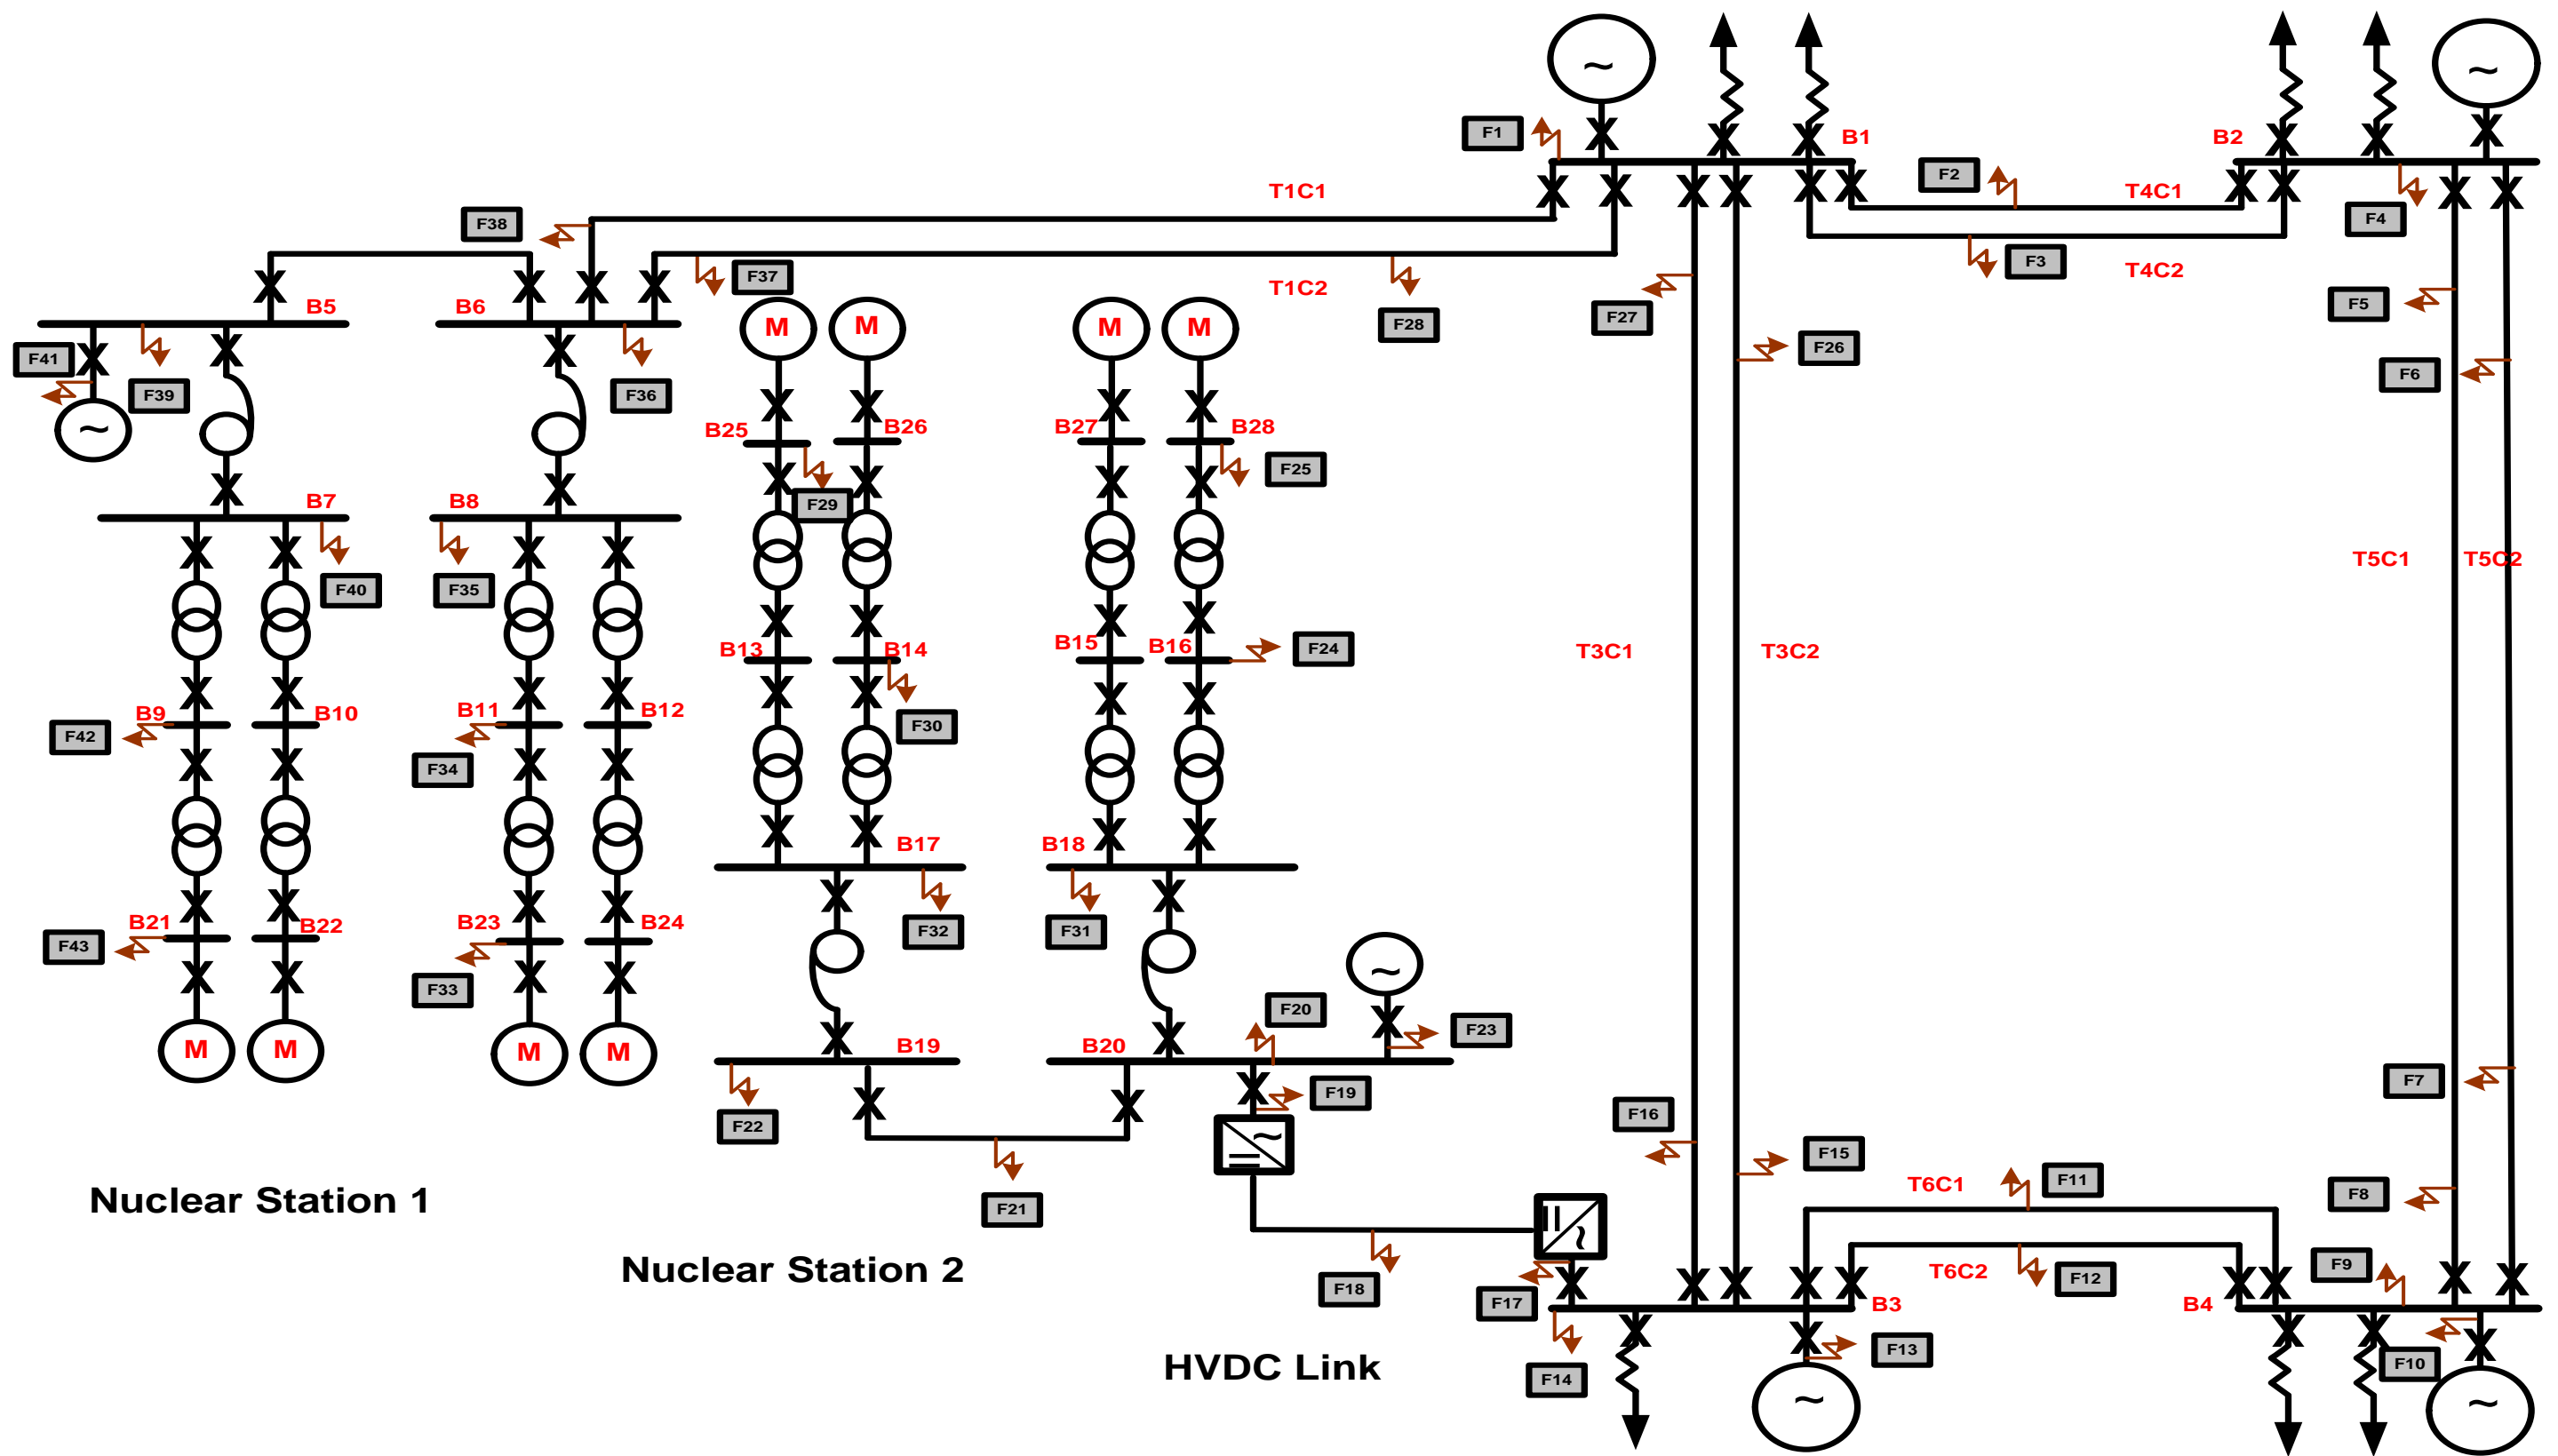 F1
B1
B2
F2
T4C1
T1C1
F4
F38
F3
T4C2
F37
T1C2
B5
B6
F5
F27
F28
M
M
M
M
F26
F41
F39
F36
F6
B25
B26
B27
B28
F25
F29
B7
B8
T5C1
T5C2
F40
F35
B13
B14
B15
B16
F24
T3C1
T3C2
B9
B10
B11
B12
F30
F42
F34
B17
B18
B21
B22
B23
B24
F32
F31
F43
F33
F20
F23
B19
B20
M
M
M
M
F7
F19
F16
F22
F15
F11
T6C1
F8
Nuclear Station 1
F21
F9
Nuclear Station 2
T6C2
F12
F18
F17
B3
B4
F13
HVDC Link
F14
F10